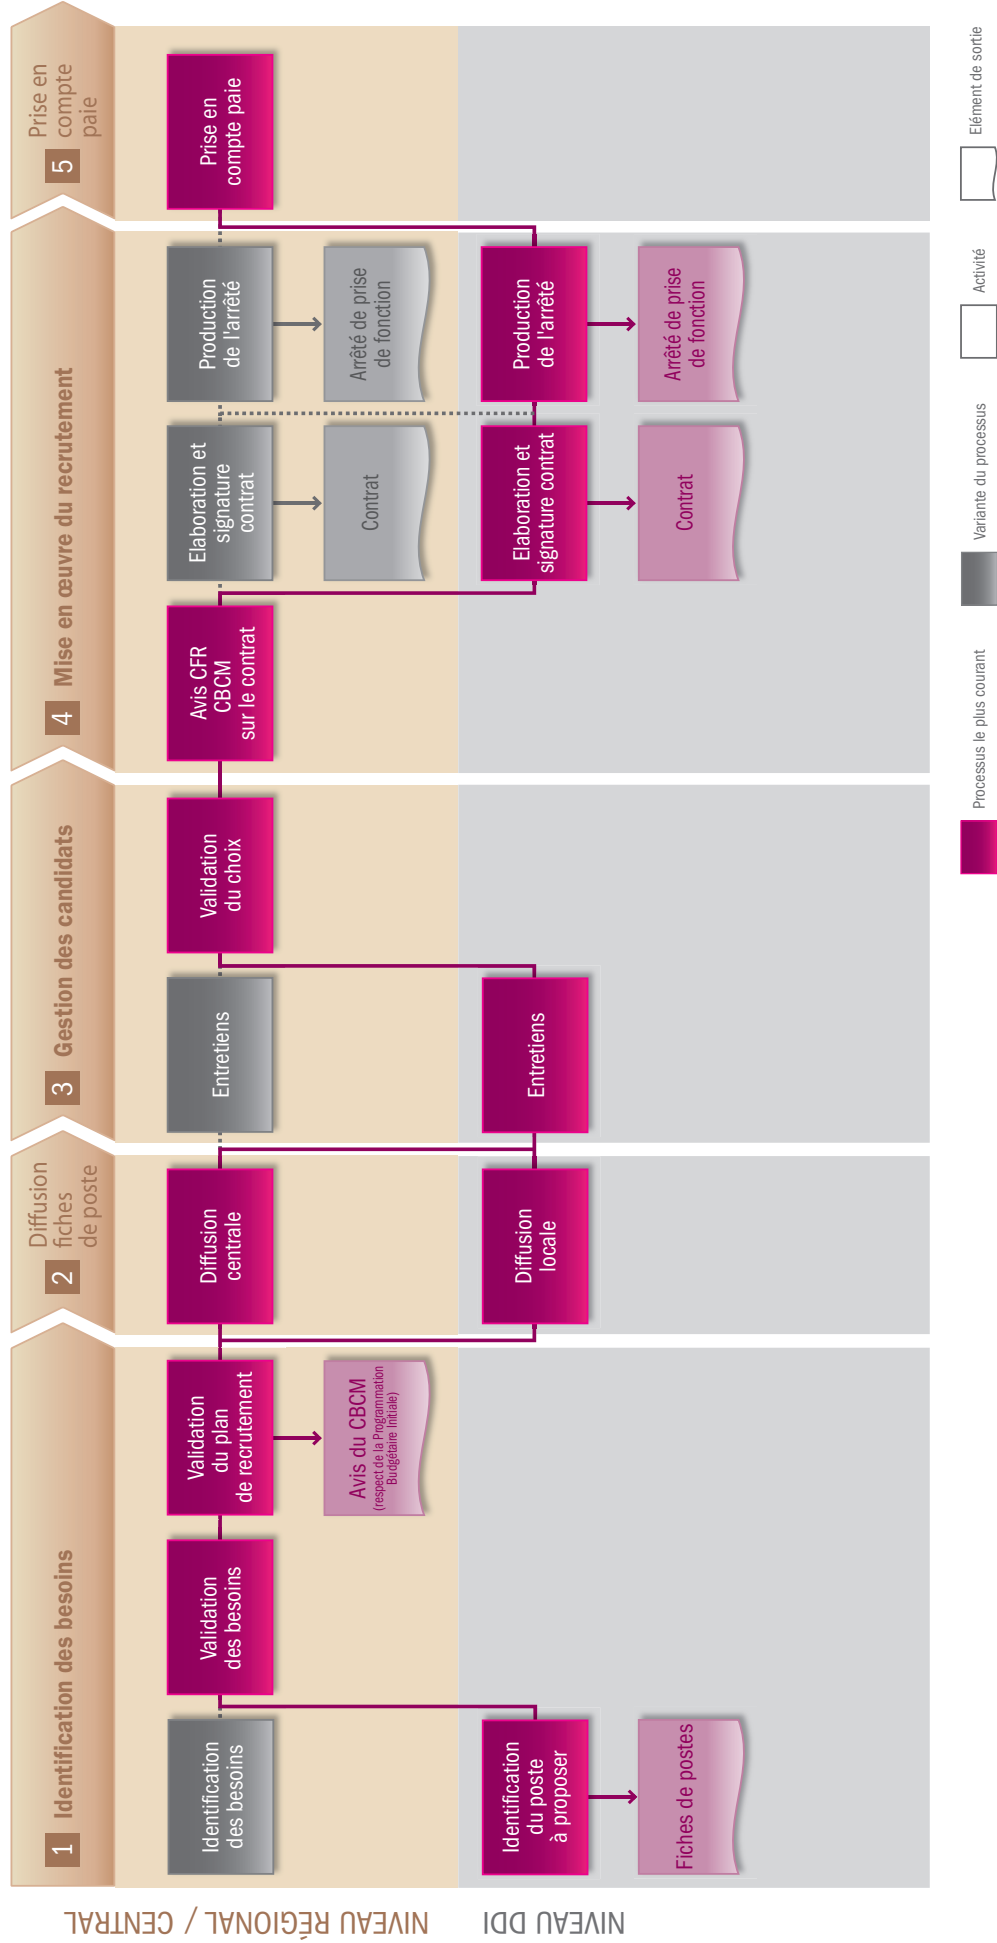 1 Identification des besoins
2 Diffusion
fiches
de poste
3 Gestion des candidats
4 Mise en œuvre du recrutement
5 Prise en
compte
paie
NIVEAU RÉGIONAL / CENTRAL
Identification
des besoins
Validation
des besoins
Validation
du plan
de recrutement
Avis du CBCM
(respect de la Programmation
Budgétaire Initiale)
Diffusion
centrale
Entretiens
Validation
du choix
Avis CFR
CBCM
sur le contrat
Elaboration et
signature
contrat
Contrat
Production
de l'arrêté
Arrêté de prise
de fonction
Prise en
compte paie
NIVEAU DDI
Identification
du poste
à proposer
Fiches de postes
Diffusion
locale
Entretiens
Elaboration et
signature contrat
Contrat
Production
de l'arrêté
Arrêté de prise
de fonction
Processus le plus courant
Variante du processus
Activité
Elément de sortie